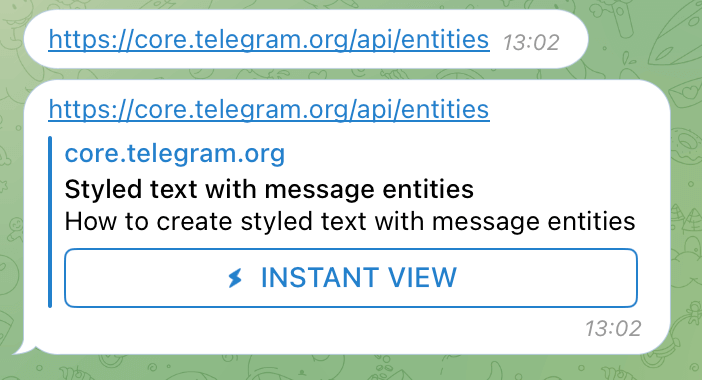 https://core.telegram.org/api/entities 13:02
https://core.telegram.org/api/entities
core.telegram.org
Styled text with message entities
How to create styled text with message entities
INSTANT VIEW
13:02